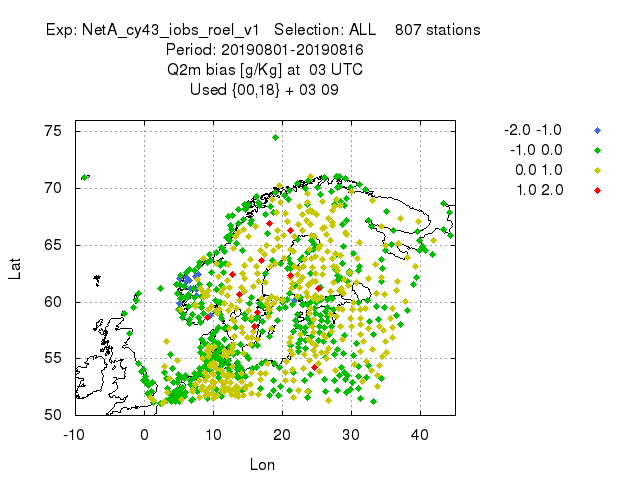 Exp: NetA_cy43_iobs_roel_v1   Selection: ALL    807 stations
Period: 20190801-20190816
Q2m bias [g/Kg] at  03 UTC
Used {00,18} + 03 09
-2.0 -1.0
-1.0 0.0
0.0 1.0
1.0 2.0
75
70
65
60
55
50
Lat
-10 0 10 20 30 40
Lon